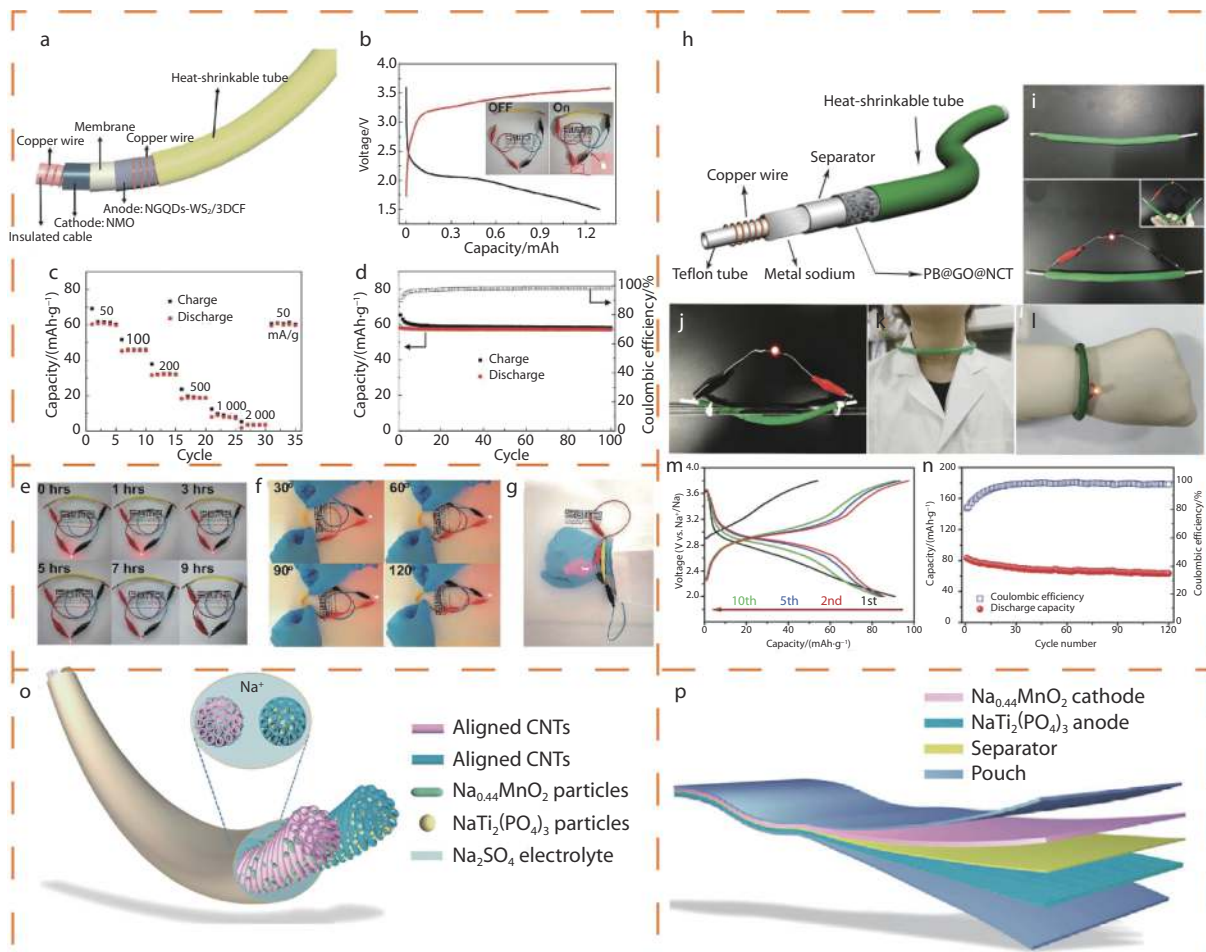 a
Heat-shrinkable tube
Membrane
Copper wire
Copper wire
Anode: NGQDs-WS₂/3DCF
Cathode: NMO
Insulated cable
b
Voltage/V
4.0
3.5
3.0
2.5
2.0
1.5
OFF
On
0
0.3
0.6
0.9
1.2
Capacity/mAh
c
Capacity/(mAh·g⁻¹)
80
60
40
20
0
Charge
Discharge
50
100
200
500
1 000
2 000
50
mA/g
0 5 10 15 20 25 30 35
Cycle
d
Capacity/(mAh·g⁻¹)
80
60
40
20
0
Charge
Discharge
100
80
60
40
20
0
Coulombic efficiency/%
0 20 40 60 80 100
Cycle
e
0 hrs
1 hrs
3 hrs
5 hrs
7 hrs
9 hrs
f
30°
60°
90°
120°
g
h
Heat-shrinkable tube
Separator
Copper wire
Teflon tube
Metal sodium
PB@GO@NCT
i
j
k
l
m
Voltage (V vs. Na⁺/Na)
3.6
3.2
2.8
2.4
2.0
10th 5th 2nd 1st
0 20 40 60 80 100
Capacity/(mAh·g⁻¹)
n
Capacity/(mAh·g⁻¹)
200
160
120
80
40
0
Coulombic efficiency
Discharge capacity
100
80
60
40
20
0
Coulombic efficiency/%
0 30 60 90 120
Cycle number
o
Na⁺
Aligned CNTs
Aligned CNTs
Na₀.₄₄MnO₂ particles
NaTi₂(PO₄)₃ particles
Na₂SO₄ electrolyte
p
Na₀.₄₄MnO₂ cathode
NaTi₂(PO₄)₃ anode
Separator
Pouch